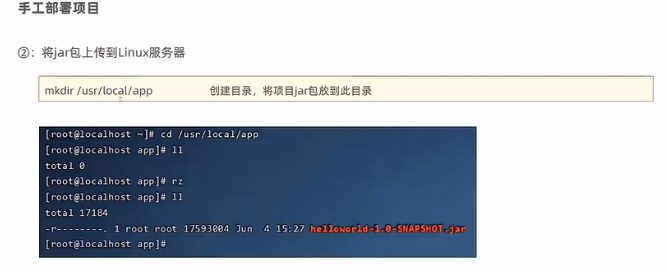 手工部署项目
②：将jar包上传到Linux服务器
mkdir /usr/local/app 创建目录，将项目jar包放到此目录
[root@localhost ~]# cd /usr/local/app
[root@localhost app]# ll
total 0
[root@localhost app]# rz
[root@localhost app]# ll
total 17184
-r--------. 1 root root 17593004 Jun  4 15:27 helloworld-1.0-SNAPSHOT.jar
[root@localhost app]#